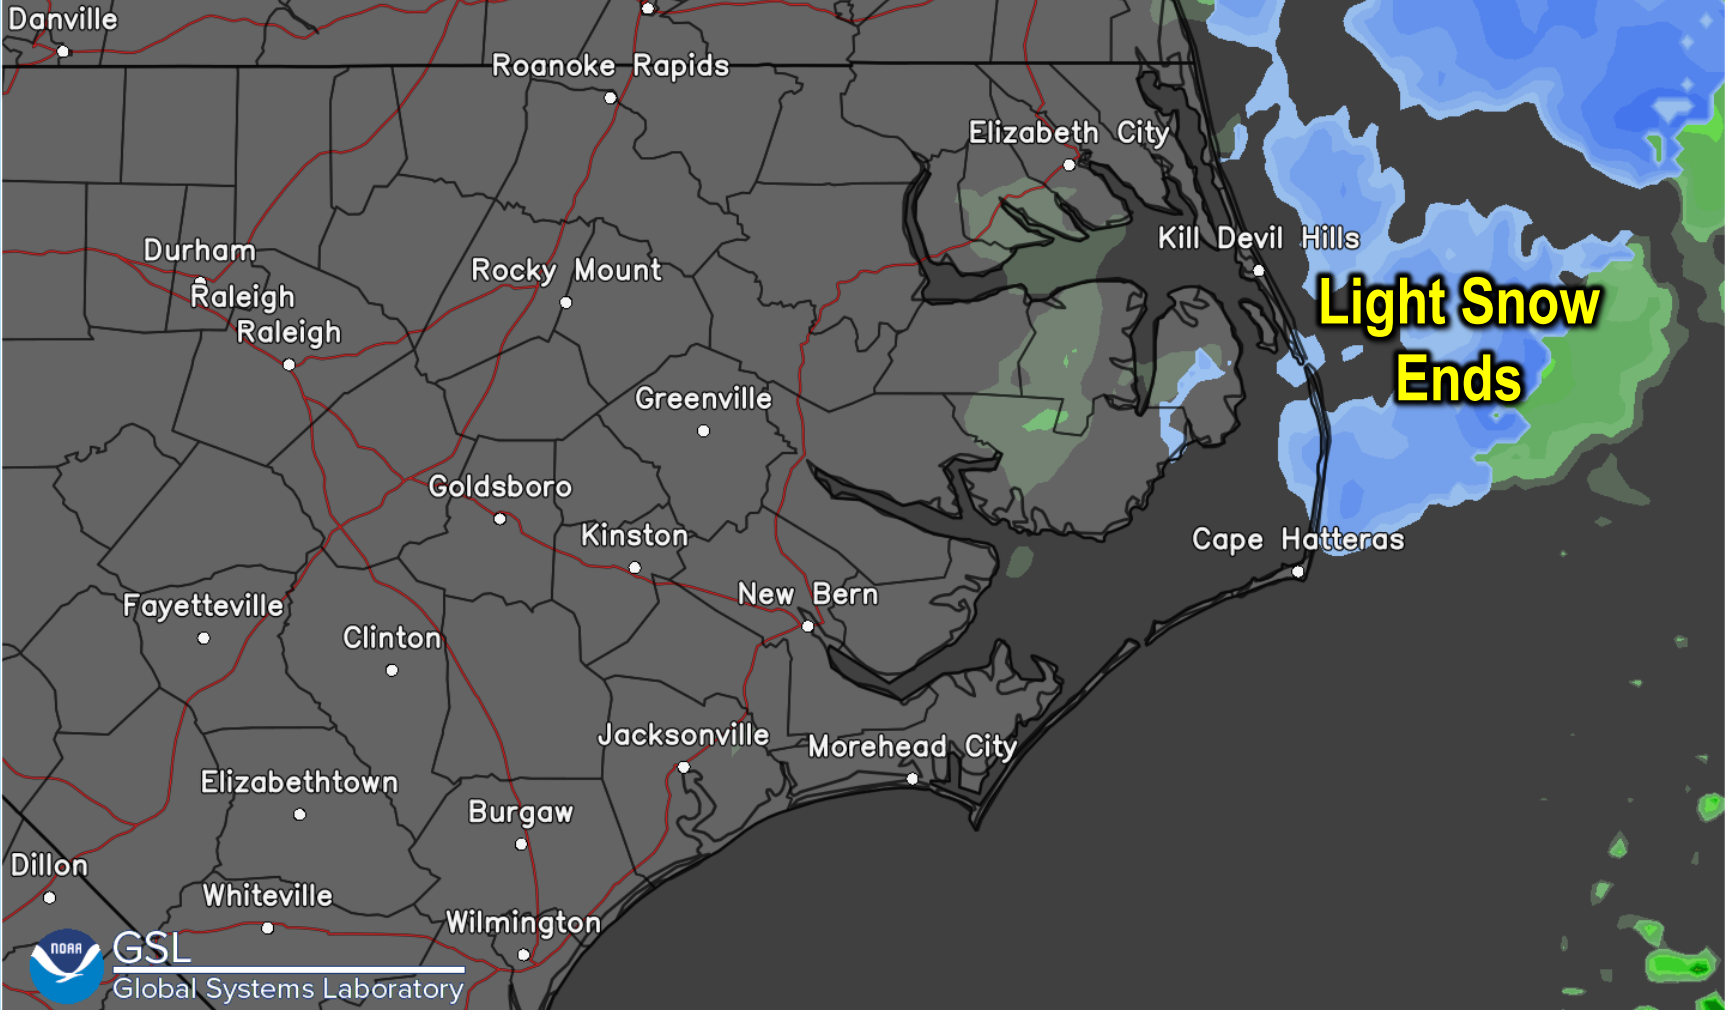 Danville
Roanoke Rapids
Elizabeth City
Durham
Kill Devil Hills
Rocky Mount
Raleigh
Raleigh
Light Snow
Ends
Greenville
Goldsboro
Kinston
Cape Hatteras
New Bern
Fayetteville
Clinton
Jacksonville
Morehead City
Elizabethtown
Burgaw
Dillon
Whiteville
Wilmington
NOAA
GSL
Global Systems Laboratory